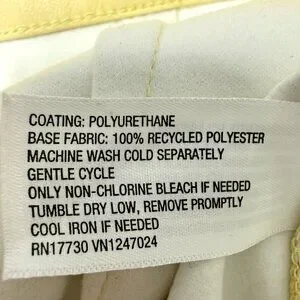 COATING: POLYURETHANE
BASE FABRIC: 100% RECYCLED POLYESTER
MACHINE WASH COLD SEPARATELY
GENTLE CYCLE
ONLY NON-CHLORINE BLEACH IF NEEDED
TUMBLE DRY LOW, REMOVE PROMPTLY
COOL IRON IF NEEDED
RN17730 VN1247024